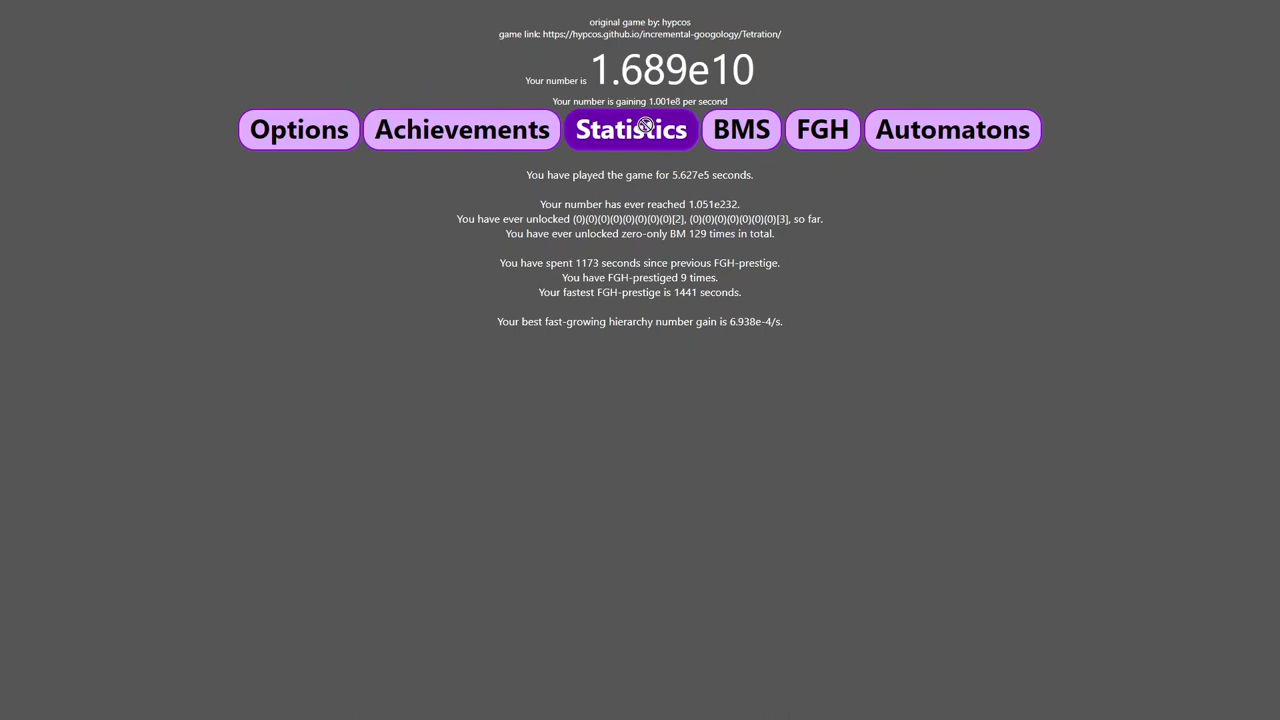 original game by: hypcos
game link: https://hypcos.github.io/incremental-googology/Tetration/
Your number is 1.689e10
Your number is gaining 1.001e8 per second
Options Achievements Statistics BMS FGH Automatons
You have played the game for 5.627e5 seconds.
Your number has ever reached 1.051e232.
You have ever unlocked (0)(0)(0)(0)(0)(0)(0)(0)[2], (0)(0)(0)(0)(0)(0)(0)[3], so far.
You have ever unlocked zero-only BM 129 times in total.
You have spent 1173 seconds since previous FGH-prestige.
You have FGH-prestiged 9 times.
Your fastest FGH-prestige is 1441 seconds.
Your best fast-growing hierarchy number gain is 6.938e-4/s.